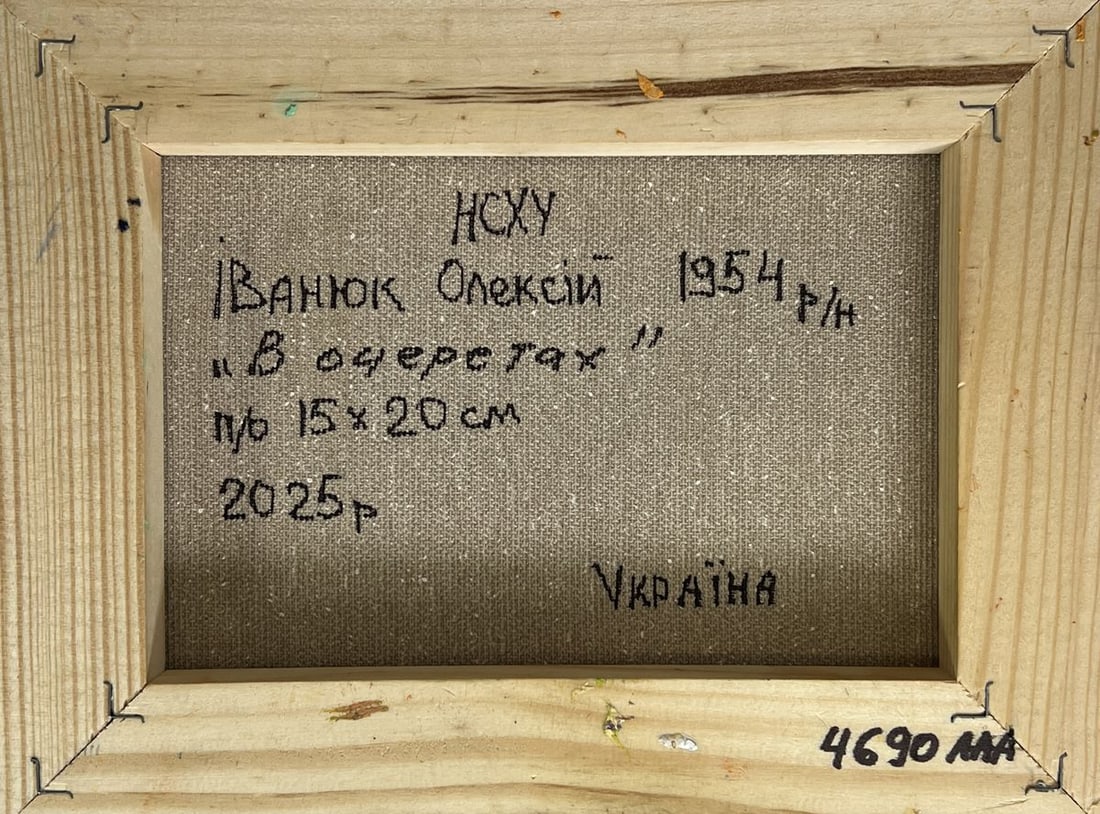 НСХУ
Іванюк Олексій 1954 р/н
„В очеретах"
п/о 15 х 20 см
2025р
Україна
4690 ААА